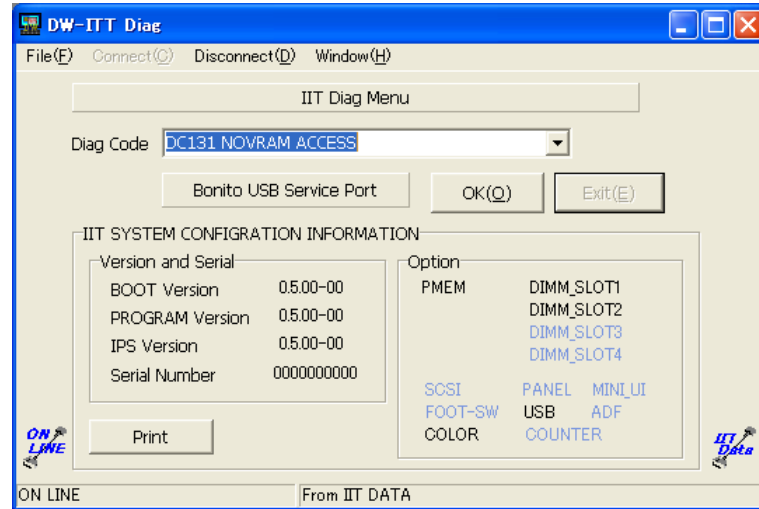 DW-ITT Diag
File(F) Connect(C) Disconnect(D) Window(H)
IIT Diag Menu
Diag Code DC131 NOVRAM ACCESS
Bonito USB Service Port OK(O) Exit(E)
IIT SYSTEM CONFIGRATION INFORMATION
Version and Serial
BOOT Version 0.5.00-00
PROGRAM Version 0.5.00-00
IPS Version 0.5.00-00
Serial Number 0000000000
Option
PMEM DIMM_SLOT1
DIMM_SLOT2
DIMM_SLOT3
DIMM_SLOT4
SCSI PANEL MINI_UI
FOOT-SW USB ADF
COLOR COUNTER
ON LINE
Print
IIT Data
ON LINE From IIT DATA